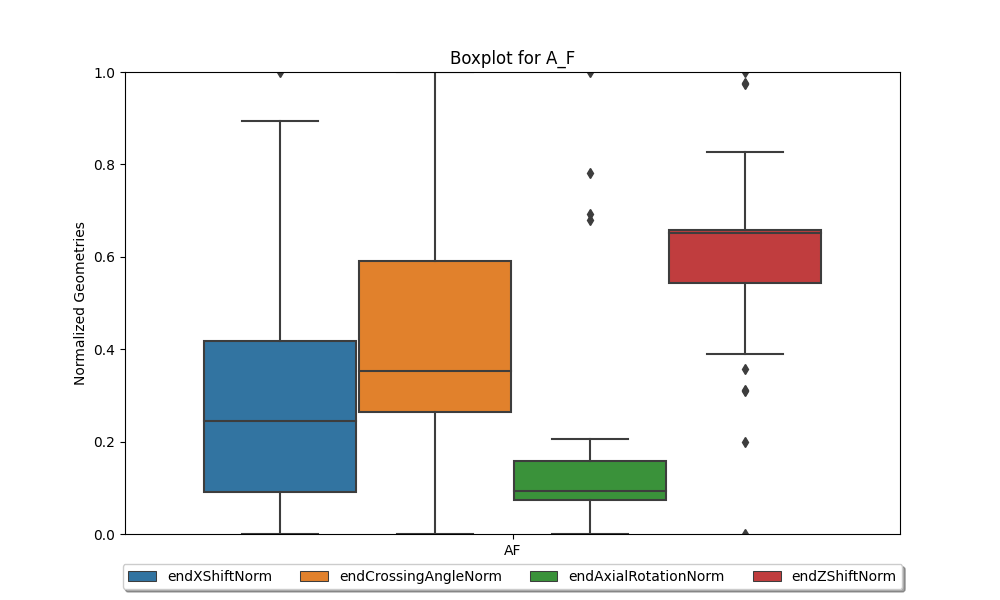 Boxplot for A_F
1.0
0.8
0.6
0.4
0.2
0.0
Normalized Geometries
AF
endXShiftNorm endCrossingAngleNorm endAxialRotationNorm endZShiftNorm